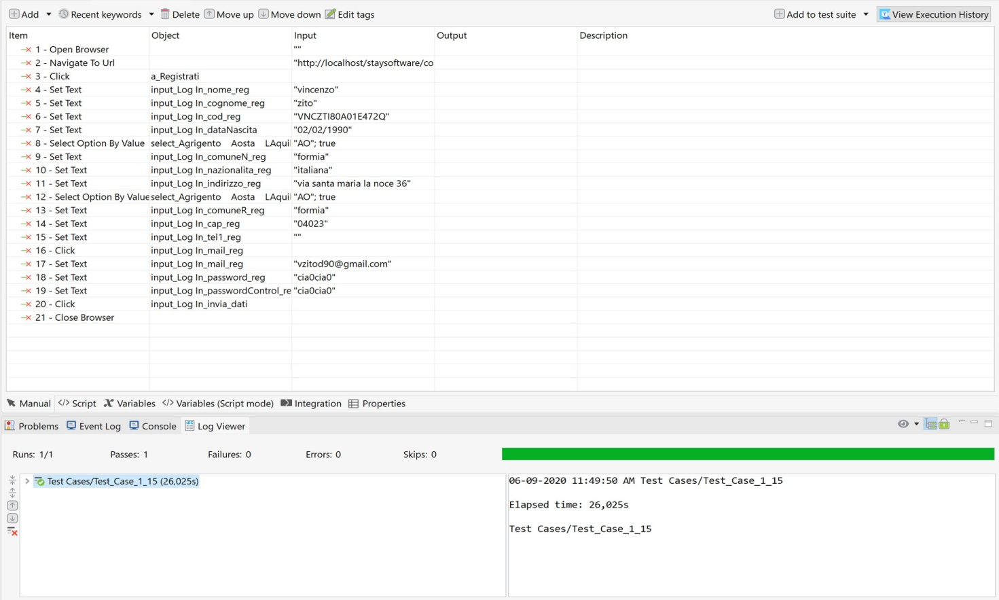 Add Recent keywords Delete Move up Move down Edit tags Add to test suite View Execution History
Item Object Input Output Description
1 - Open Browser ""
2 - Navigate To Url "http://localhost/staysoftware/co
3 - Click a_Registrati
4 - Set Text input_Log In_nome_reg "vincenzo"
5 - Set Text input_Log In_cognome_reg "zito"
6 - Set Text input_Log In_cod_reg "VNCZTI80A01E472Q"
7 - Set Text input_Log In_dataNascita "02/02/1990"
8 - Select Option By Value select_Agrigento Aosta LAquil "AO"; true
9 - Set Text input_Log In_comuneN_reg "formia"
10 - Set Text input_Log In_nazionalita_reg "italiana"
11 - Set Text input_Log In_indirizzo_reg "via santa maria la noce 36"
12 - Select Option By Value select_Agrigento Aosta LAquil "AO"; true
13 - Set Text input_Log In_comuneR_reg "formia"
14 - Set Text input_Log In_cap_reg "04023"
15 - Set Text input_Log In_tel1_reg ""
16 - Click input_Log In_mail_reg
17 - Set Text input_Log In_mail_reg "vzitod90@gmail.com"
18 - Set Text input_Log In_password_reg "cia0cia0"
19 - Set Text input_Log In_passwordControl_re "cia0cia0"
20 - Click input_Log In_invia_dati
21 - Close Browser
Manual </> Script Variables </> Variables (Script mode) Integration Properties
Problems Event Log Console Log Viewer
Runs: 1/1 Passes: 1 Failures: 0 Errors: 0 Skips: 0
Test Cases/Test_Case_1_15 (26,025s)
06-09-2020 11:49:50 AM Test Cases/Test_Case_1_15
Elapsed time: 26,025s
Test Cases/Test_Case_1_15